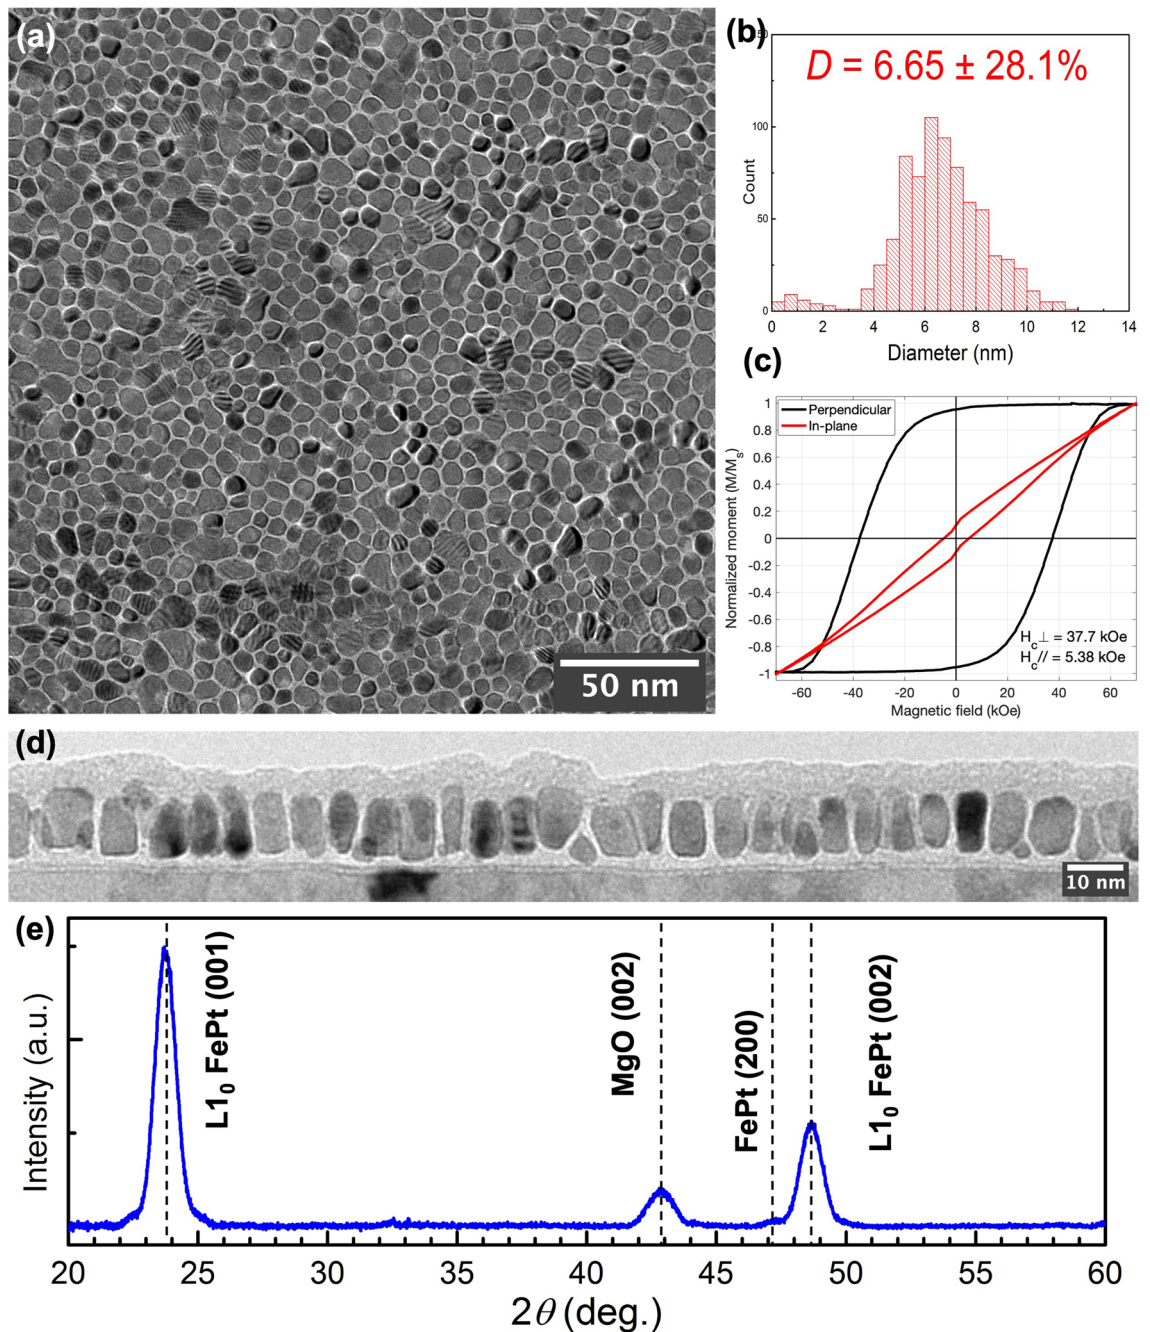 (a)
50 nm
(b)
D = 6.65 ± 28.1%
Count
50
100
50
0
0 2 4 6 8 10 12 14
Diameter (nm)
(c)
Perpendicular
In-plane
Normalized moment (M/Ms)
1
0.8
0.6
0.4
0.2
0
-0.2
-0.4
-0.6
-0.8
-1
Hc⊥ = 37.7 kOe
Hc// = 5.38 kOe
-60 -40 -20 0 20 40 60
Magnetic field (kOe)
(d)
10 nm
(e)
Intensity (a.u.)
L1₀ FePt (001)
MgO (002)
FePt (200)
L1₀ FePt (002)
20 25 30 35 40 45 50 55 60
2θ (deg.)